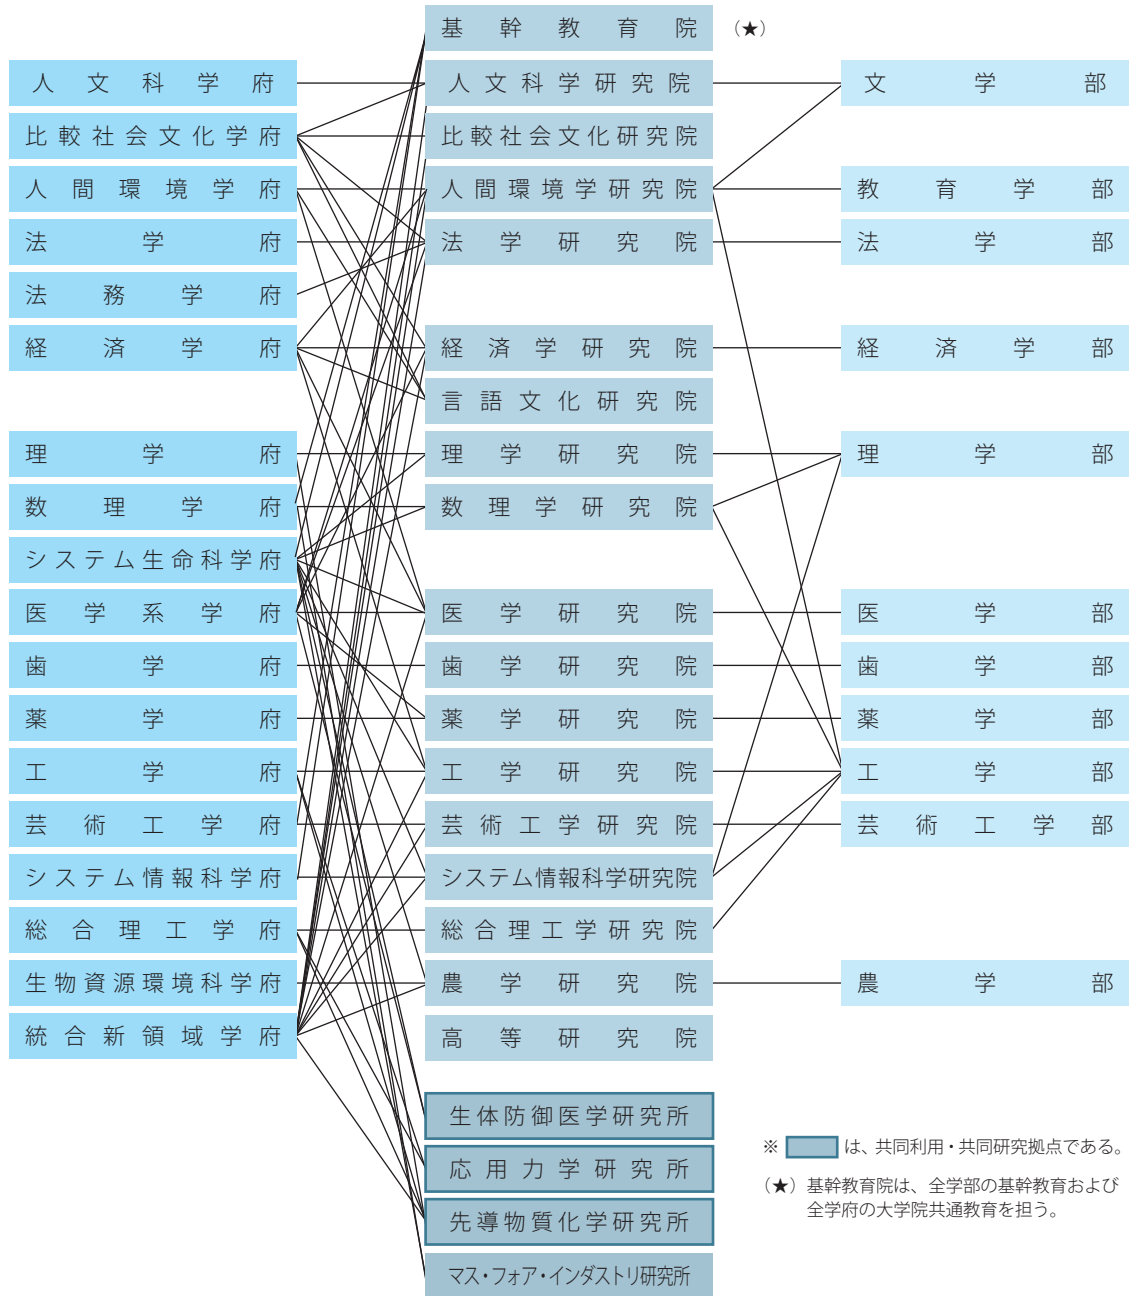 基幹教育院
（★）
人文科学府
人文科学研究院
文学部
比較社会文化学府
比較社会文化研究院
人間環境学府
人間環境学研究院
教育学部
法学府
法学研究院
法学部
法務学府
経済学府
経済学研究院
経済学部
言語文化研究院
理学府
理学研究院
理学部
数理学府
数理学研究院
システム生命科学府
医学系学府
医学研究院
医学部
歯学府
歯学研究院
歯学部
薬学府
薬学研究院
薬学部
工学府
工学研究院
工学部
芸術工学府
芸術工学研究院
芸術工学部
システム情報科学府
システム情報科学研究院
総合理工学府
総合理工学研究院
生物資源環境科学府
農学研究院
農学部
統合新領域学府
高等研究院
生体防御医学研究所
応用力学研究所
先導物質化学研究所
マス・フォア・インダストリ研究所
※ は、共同利用・共同研究拠点である。
（★）基幹教育院は、全学部の基幹教育および
全学府の大学院共通教育を担う。